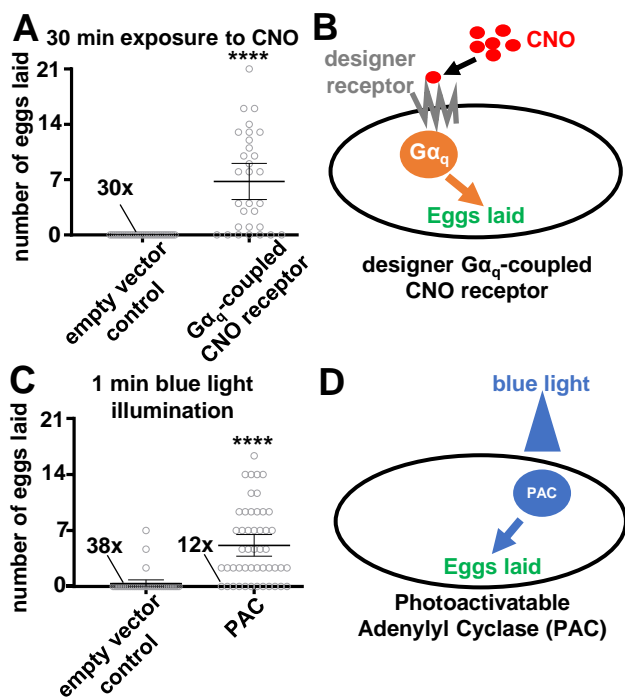 A
30 min exposure to CNO
****
number of eggs laid
21
14
7
0
30x
empty vector
control
Gαq-coupled
CNO receptor
B
CNO
designer
receptor
Gαq
Eggs laid
designer Gαq-coupled
CNO receptor
C
1 min blue light
illumination
****
number of eggs laid
21
14
7
0
38x
12x
empty vector
control
PAC
D
blue light
PAC
Eggs laid
Photoactivatable
Adenylyl Cyclase (PAC)